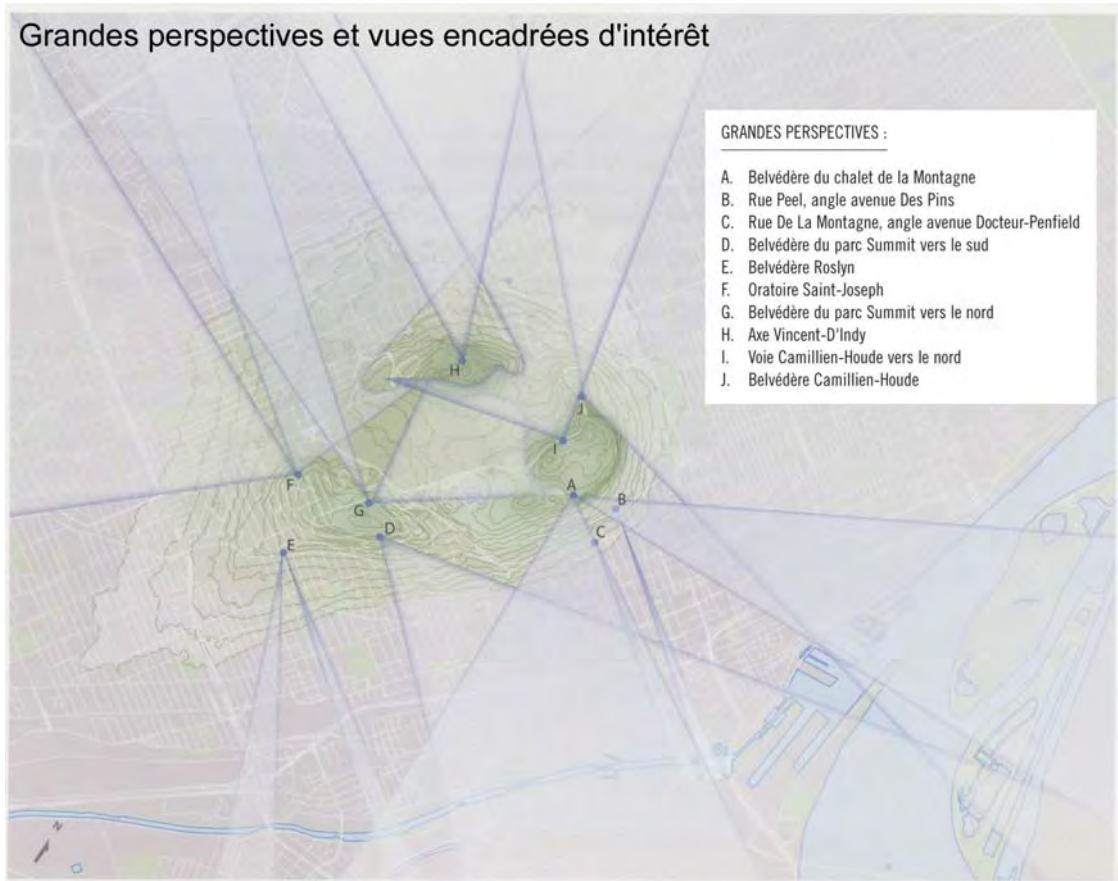 Grandes perspectives et vues encadrées d'intérêt
GRANDES PERSPECTIVES :
A. Belvédère du chalet de la Montagne
B. Rue Peel, angle avenue Des Pins
C. Rue De La Montagne, angle avenue Docteur-Penfield
D. Belvédère du parc Summit vers le sud
E. Belvédère Roslyn
F. Oratoire Saint-Joseph
G. Belvédère du parc Summit vers le nord
H. Axe Vincent-D'Indy
I. Voie Camillien-Houde vers le nord
J. Belvédère Camillien-Houde
H
J
I
F
A
B
G
D
C
E
N